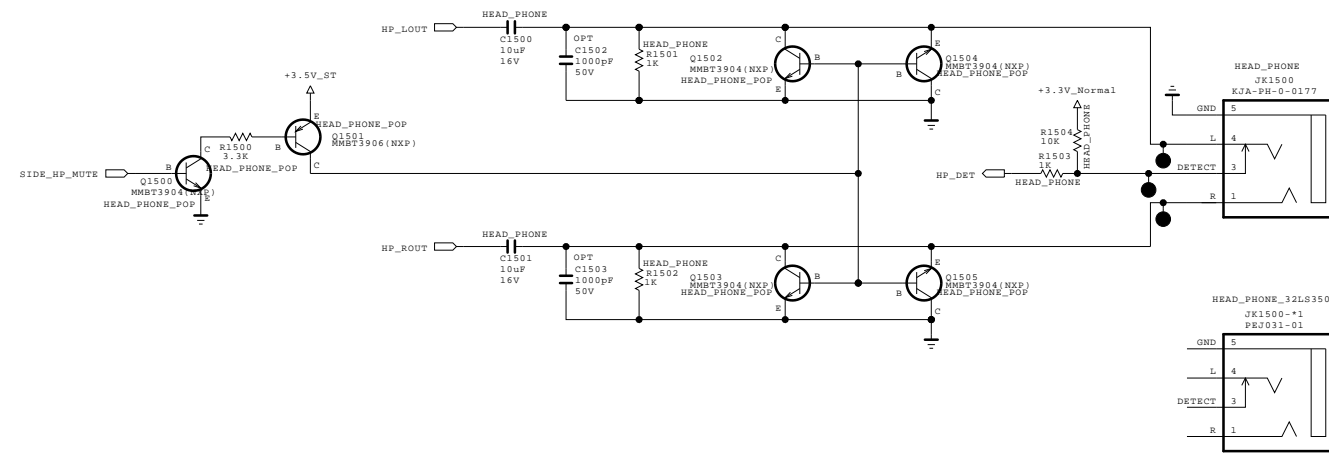 HEAD_PHONE
HP_LOUT
C1500
10uF
16V
OPT
C1502
1000pF
50V
HEAD_PHONE
R1501
1K
C
Q1502
B
MMBT3904(NXP)
HEAD_PHONE_POP
E
E
Q1504
B
MMBT3904(NXP)
HEAD_PHONE_POP
C
+3.5V_ST
E
HEAD_PHONE_POP
Q1501
B
MMBT3906(NXP)
C
R1500
3.3K
C
HEAD_PHONE_POP
SIDE_HP_MUTE
B
Q1500
MMBT3904(NXP)
E
HEAD_PHONE_POP
+3.3V_Normal
R1504
10K
HEAD_PHONE
R1503
1K
HP_DET
HEAD_PHONE
HEAD_PHONE
JK1500
KJA-PH-0-0177
GND
5
L
4
DETECT
3
R
1
HEAD_PHONE
HP_ROUT
C1501
10uF
16V
OPT
C1503
1000pF
50V
HEAD_PHONE
R1502
1K
C
Q1503
B
MMBT3904(NXP)
HEAD_PHONE_POP
E
E
Q1505
B
MMBT3904(NXP)
HEAD_PHONE_POP
C
HEAD_PHONE_32LS350
JK1500-*1
PEJ031-01
GND
5
L
4
DETECT
3
R
1